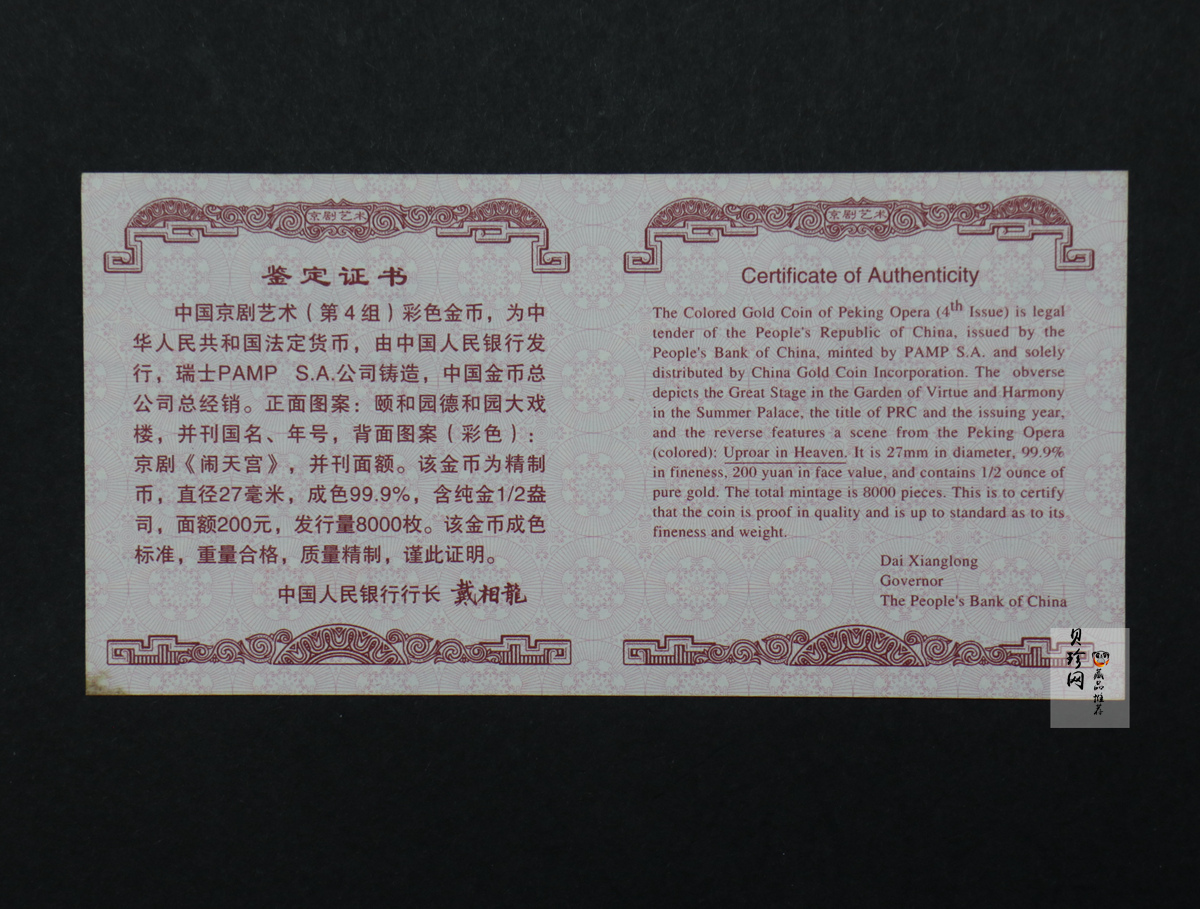 京剧艺术
鉴定证书
中国京剧艺术（第4组）彩色金币，为中
华人民共和国法定货币，由中国人民银行发
行，瑞士PAMP S.A.公司铸造，中国金币总
公司总经销。正面图案：颐和园德和园大戏
楼，并刊国名、年号，背面图案（彩色）：
京剧《闹天宫》，并刊面额。该金币为精制
币，直径27毫米，成色99.9%，含纯金1/2盎
司，面额200元，发行量8000枚。该金币成色
标准，重量合格，质量精制，谨此证明。
中国人民银行行长 戴相龍
京剧艺术
Certificate of Authenticity
The Colored Gold Coin of Peking Opera (4th Issue) is legal
tender of the People's Republic of China, issued by the
People's Bank of China, minted by PAMP S.A. and solely
distributed by China Gold Coin Incorporation. The obverse
depicts the Great Stage in the Garden of Virtue and Harmony
in the Summer Palace, the title of PRC and the issuing year,
and the reverse features a scene from the Peking Opera
(colored): Uproar in Heaven. It is 27mm in diameter, 99.9%
in fineness, 200 yuan in face value, and contains 1/2 ounce of
pure gold. The total mintage is 8000 pieces. This is to certify
that the coin is proof in quality and is up to standard as to its
fineness and weight.
Dai Xianglong
Governor
The People's Bank of China
贝珍网
藏品推荐